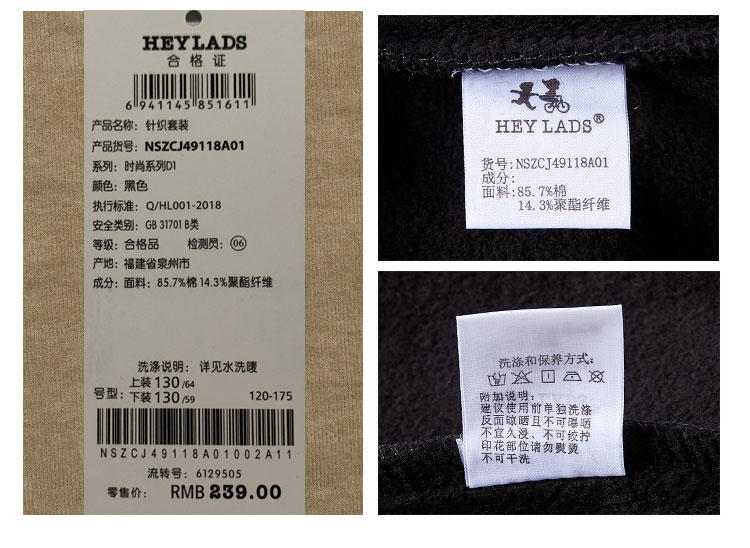 HEYLADS
合格证
6 941145 851611
产品名称：针织套装
产品货号：NSZCJ49118A01
系列：时尚系列D1
颜色：黑色
执行标准：Q/HL001-2018
安全类别：GB 31701 B类
等级：合格品 检测员：06
产地：福建省泉州市
成分：面料：85.7%棉 14.3%聚酯纤维
洗涤说明：详见水洗唛
号型：上装 130/64
下装 130/59 120-175
NSZCJ49118A01002A11
流转号：6129505
零售价：RMB 239.00
HEY LADS®
货号:NSZCJ49118A01
成分:
面料:85.7%棉
14.3%聚酯纤维
洗涤和保养方式:
附加说明:
建议使用前单独洗涤
反面晾晒且不可曝晒
不宜久浸、不可绞拧
印花部位请勿熨烫
不可干洗